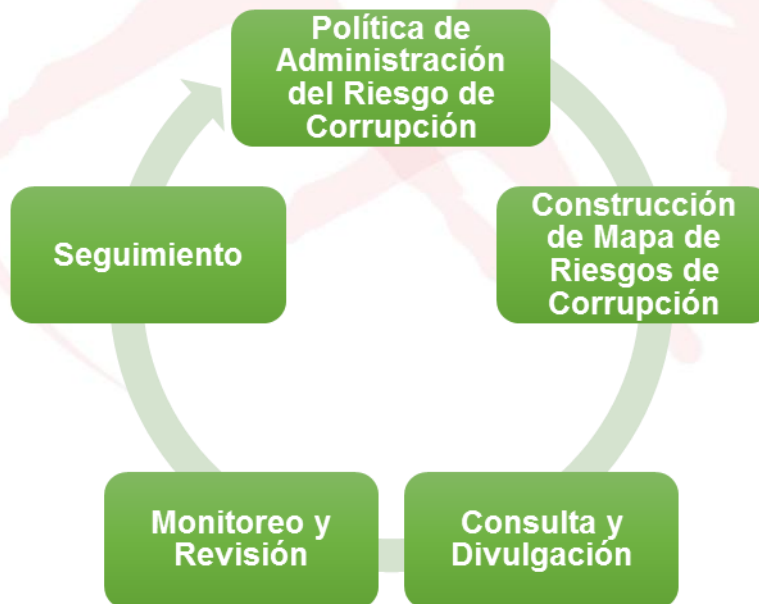 Política de
Administración
del Riesgo de
Corrupción
Construcción
de Mapa de
Riesgos de
Corrupción
Consulta y
Divulgación
Monitoreo y
Revisión
Seguimiento